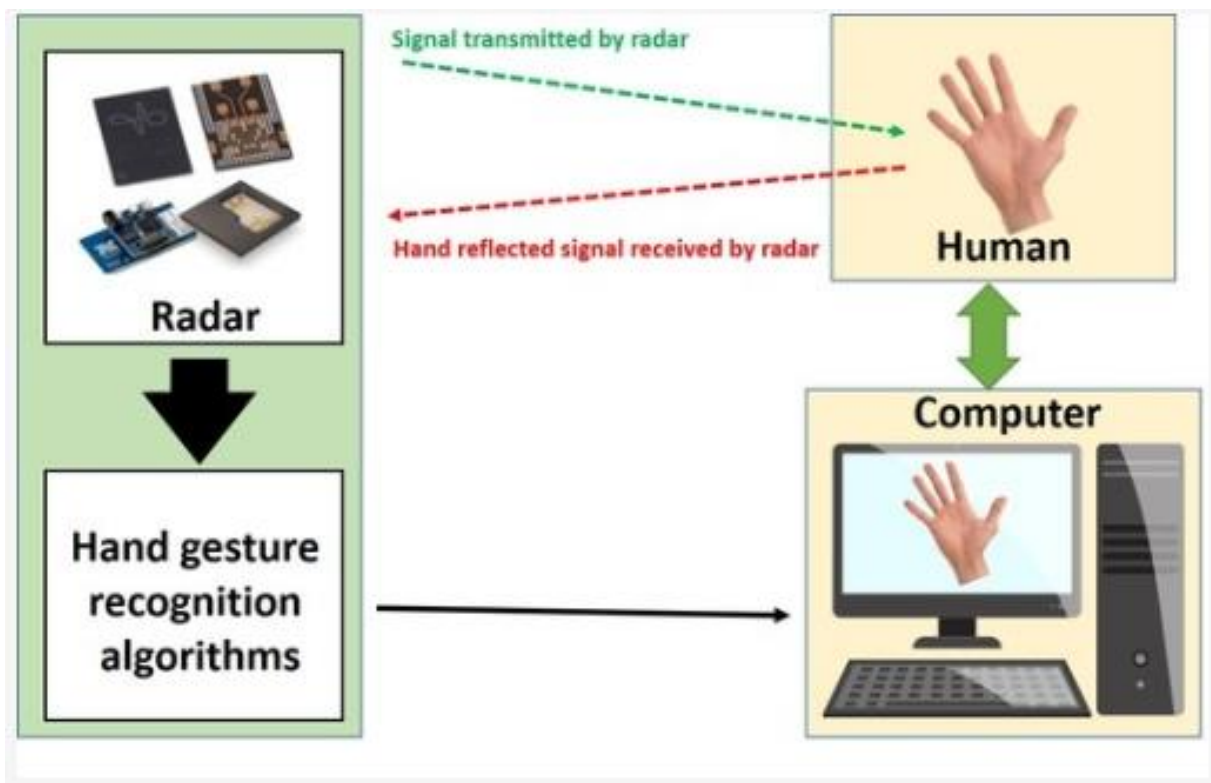 Signal transmitted by radar
Hand reflected signal received by radar
Human
Radar
Computer
Hand gesture
recognition
algorithms